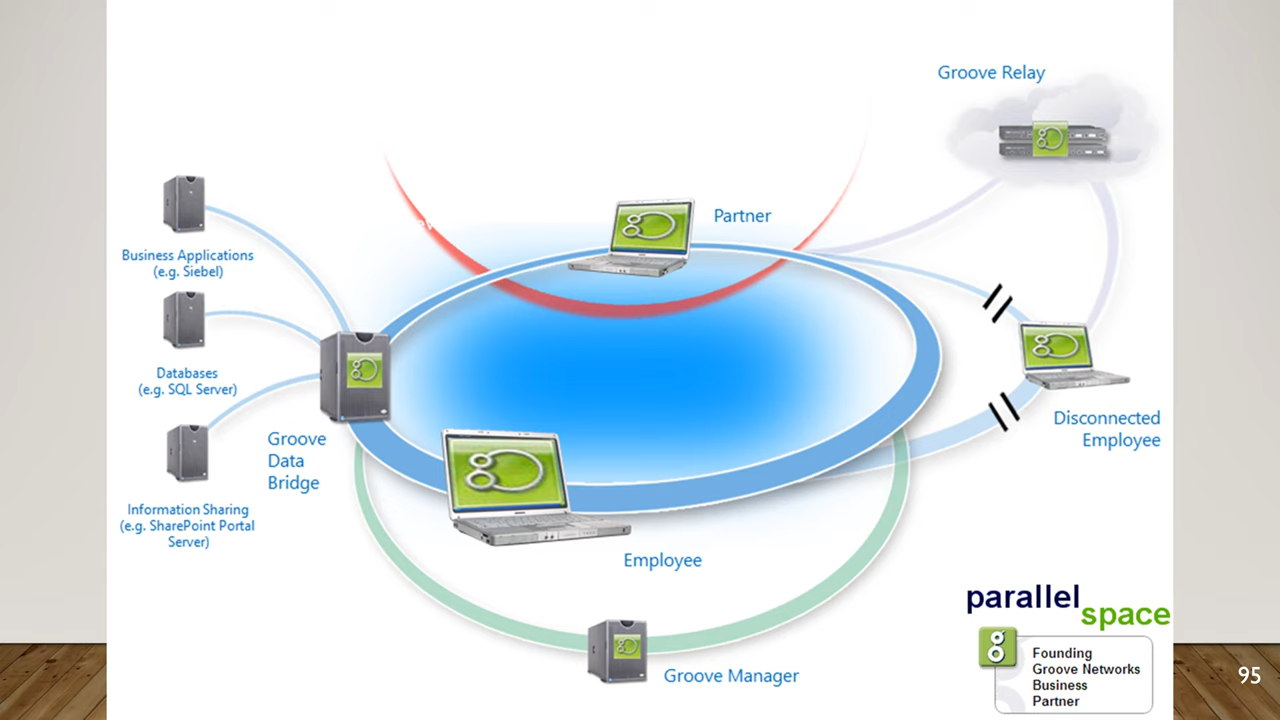 Groove Relay
Partner
Business Applications
(e.g. Siebel)
Databases
(e.g. SQL Server)
Groove
Data
Bridge
Disconnected
Employee
Information Sharing
(e.g. SharePoint Portal
Server)
Employee
Groove Manager
parallel
space
Founding
Groove Networks
Business
Partner
95